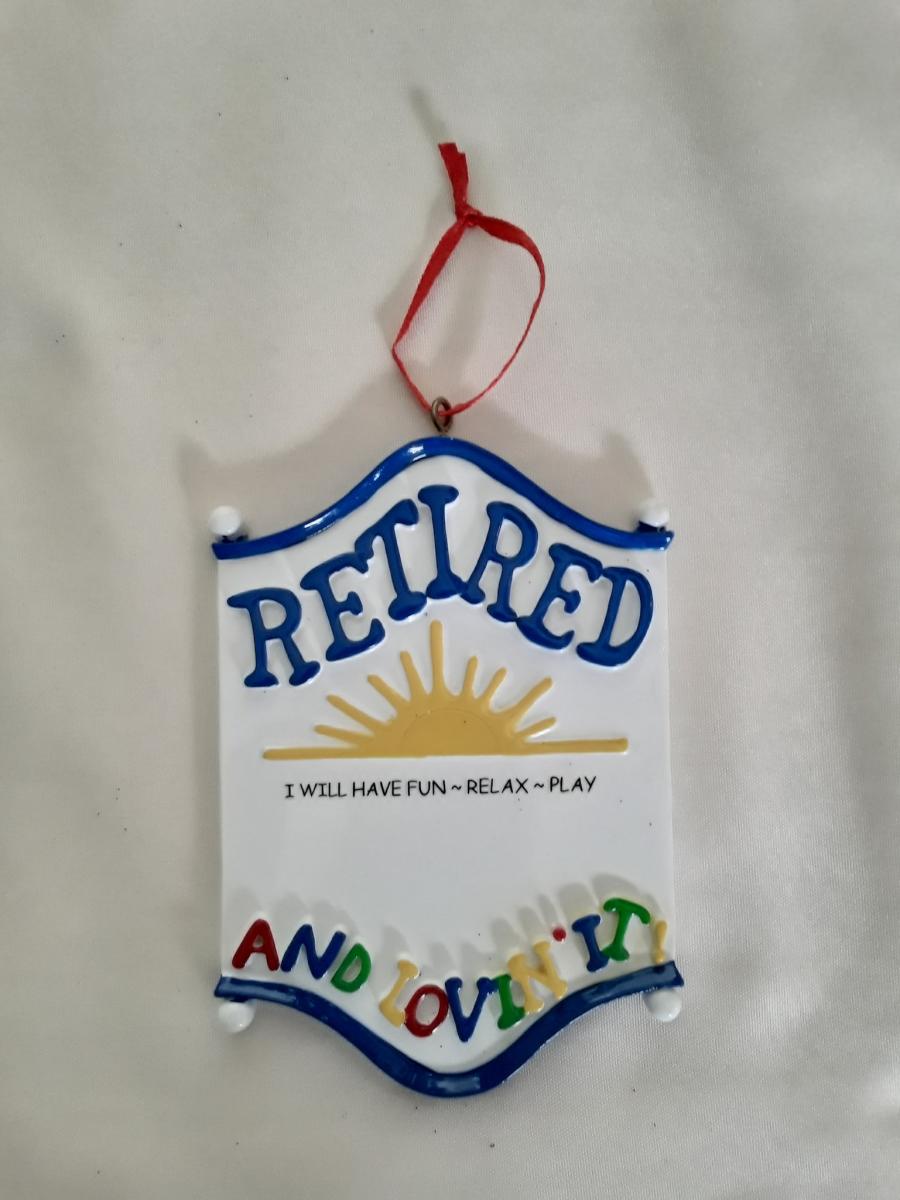 RETIRED
I WILL HAVE FUN ~ RELAX ~ PLAY
AND LOVIN' IT!